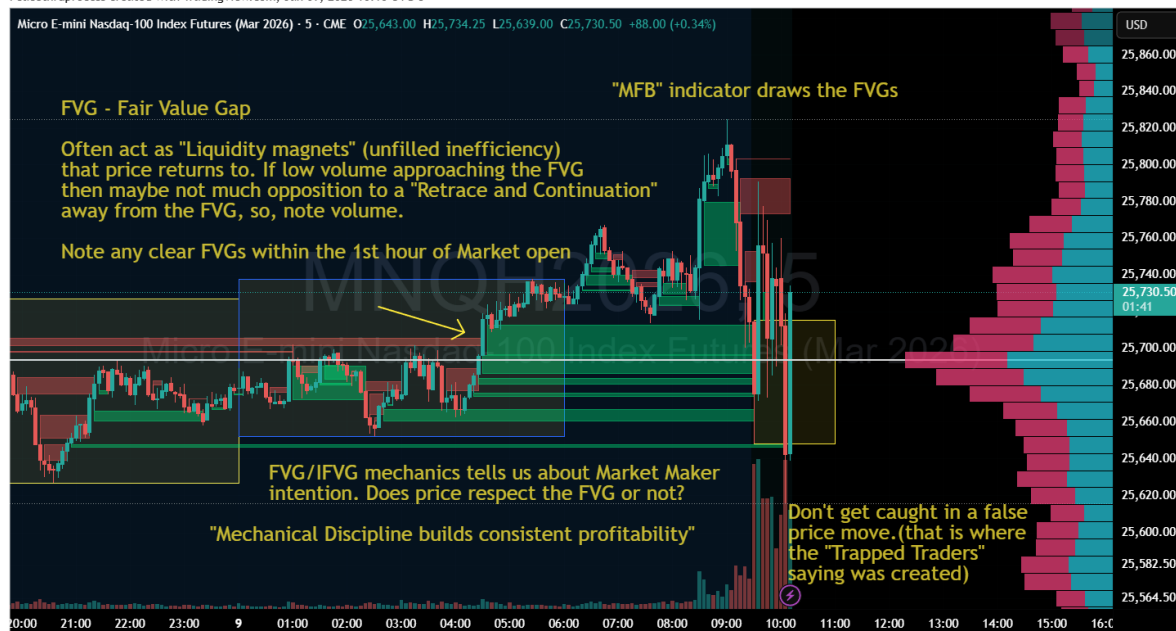 Micro E-mini Nasdaq-100 Index Futures (Mar 2026) · 5 · CME O25,643.00 H25,734.25 L25,639.00 C25,730.50 +88.00 (+0.34%)
USD
"MFB" indicator draws the FVGs
FVG - Fair Value Gap
Often act as "Liquidity magnets" (unfilled inefficiency)
that price returns to. If low volume approaching the FVG
then maybe not much opposition to a "Retrace and Continuation"
away from the FVG, so, note volume.
Note any clear FVGs within the 1st hour of Market open
MNQH2026, 5
Micro E-mini Nasdaq-100 Index Futures (Mar 2026)
FVG/IFVG mechanics tells us about Market Maker
intention. Does price respect the FVG or not?
"Mechanical Discipline builds consistent profitability"
Don't get caught in a false
price move.(that is where
the "Trapped Traders"
saying was created)
25,860.00
25,840.00
25,820.00
25,800.00
25,780.00
25,760.00
25,740.00
25,730.50
01:41
25,700.00
25,680.00
25,660.00
25,640.00
25,620.00
25,600.00
25,582.50
25,564.50
20:00 21:00 22:00 23:00 9 01:00 02:00 03:00 04:00 05:00 06:00 07:00 08:00 09:00 10:00 11:00 12:00 13:00 14:00 15:00